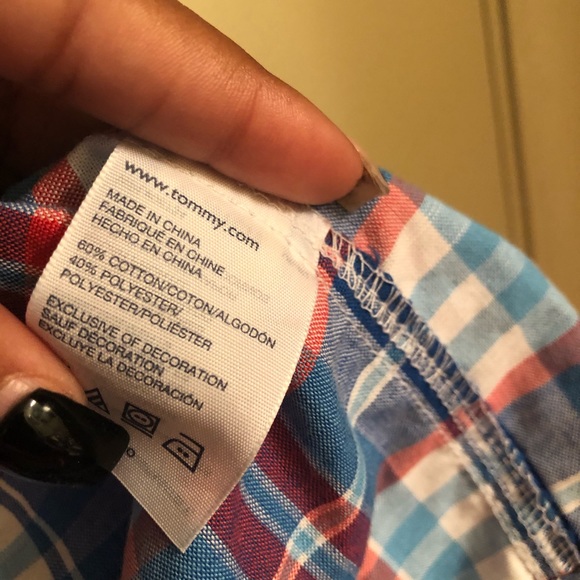 www.tommy.com
MADE IN CHINA
FABRIQUÉ EN CHINE
HECHO EN CHINA
60% COTTON/COTON/ALGODÓN
40% POLYESTER/
POLYESTER/POLIÉSTER
EXCLUSIVE OF DECORATION
SAUF DÉCORATION
EXCLUYE LA DECORACIÓN